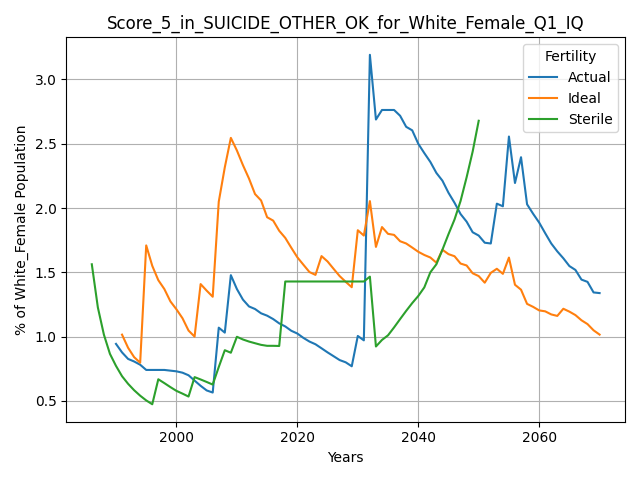 Score_5_in_SUICIDE_OTHER_OK_for_White_Female_Q1_IQ
% of White_Female Population
3.0
2.5
2.0
1.5
1.0
0.5
2000 2020 2040 2060
Years
Fertility
Actual
Ideal
Sterile